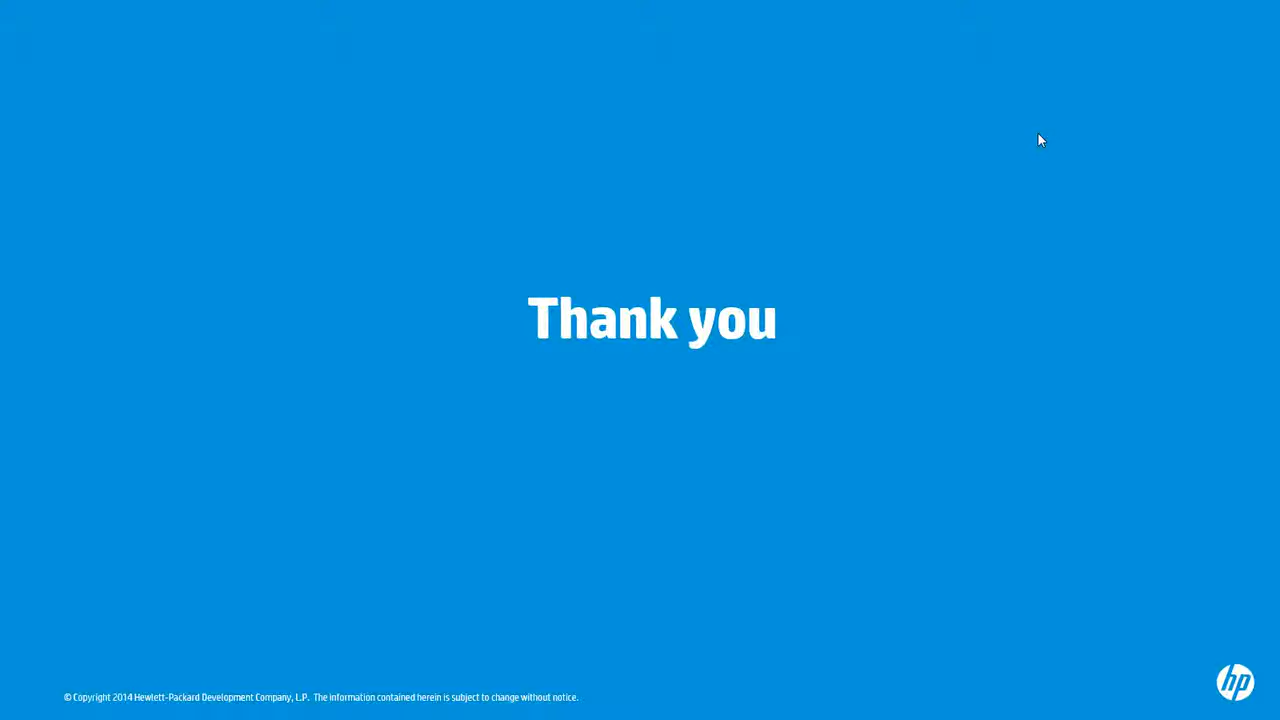 Thank you
© Copyright 2014 Hewlett-Packard Development Company, L.P. The information contained herein is subject to change without notice.
hp